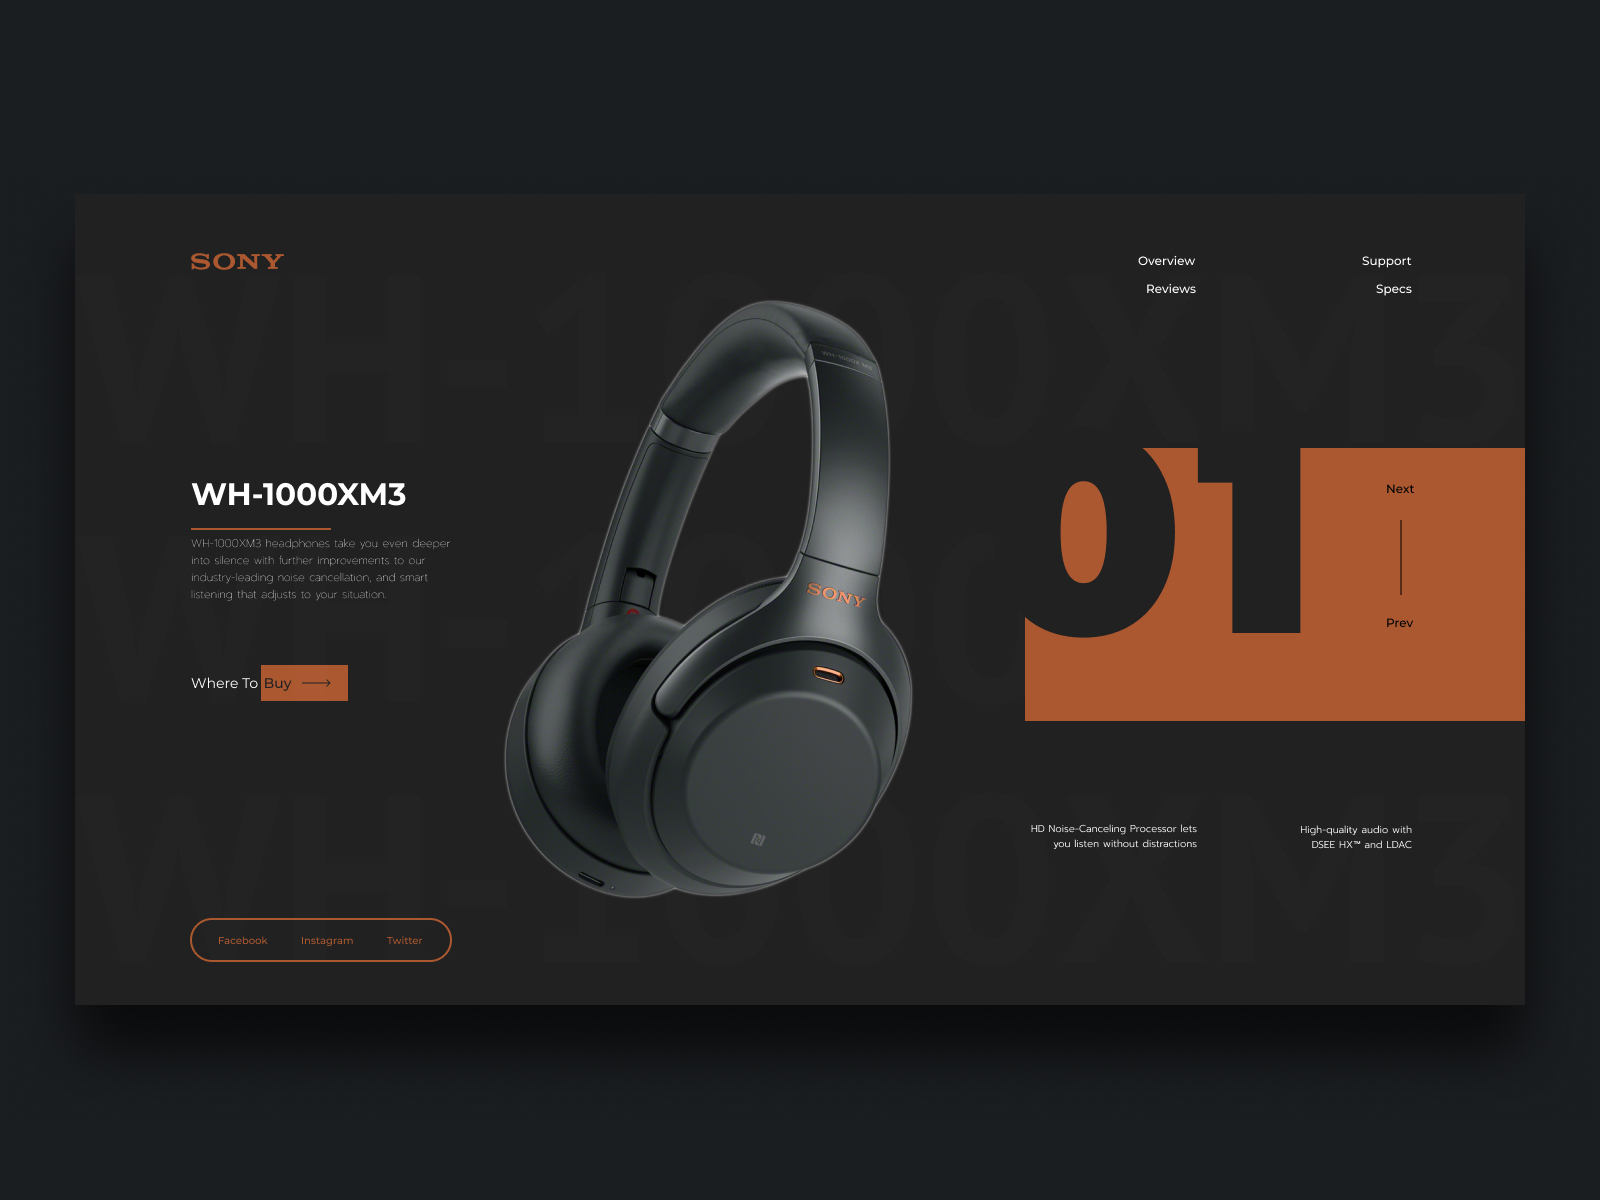 SONY
Overview
Support
Reviews
Specs
WH-1000XM3
WH-1000XM3
WH-1000XM3
WH-1000XM3
WH-1000XM3 headphones take you even deeper
into silence with further improvements to our
industry-leading noise cancellation, and smart
listening that adjusts to your situation.
Where To Buy
SONY
01
Next
Prev
HD Noise-Canceling Processor lets
you listen without distractions
High-quality audio with
DSEE HX™ and LDAC
WH-1000XM3
Facebook
Instagram
Twitter